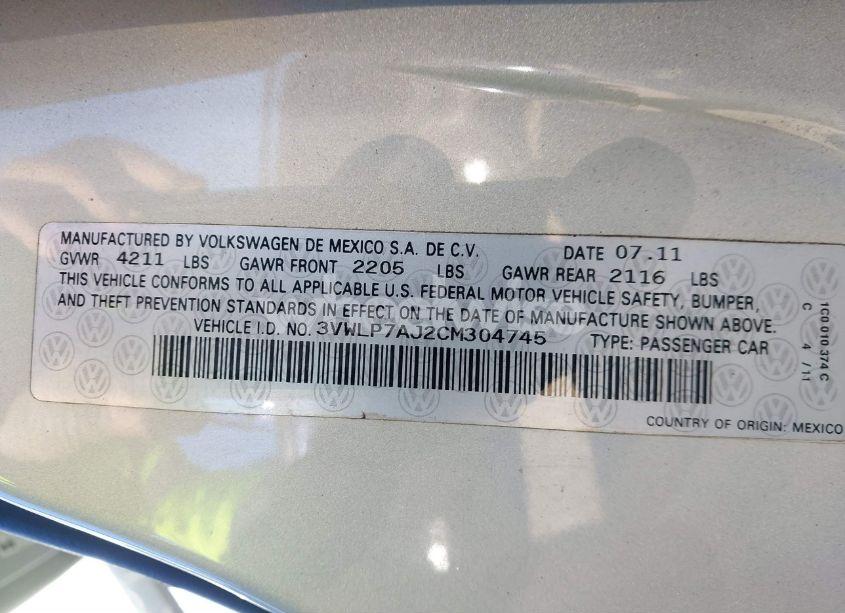 MANUFACTURED BY VOLKSWAGEN DE MEXICO S.A. DE C.V. DATE 07.11
GVWR 4211 LBS GAWR FRONT 2205 LBS GAWR REAR 2116 LBS
THIS VEHICLE CONFORMS TO ALL APPLICABLE U.S. FEDERAL MOTOR VEHICLE SAFETY, BUMPER,
AND THEFT PREVENTION STANDARDS IN EFFECT ON THE DATE OF MANUFACTURE SHOWN ABOVE.
VEHICLE I.D. NO. 3VWLP7AJ2CM304745 TYPE: PASSENGER CAR
COUNTRY OF ORIGIN: MEXICO
1C0 010 374 C
C 4 /11